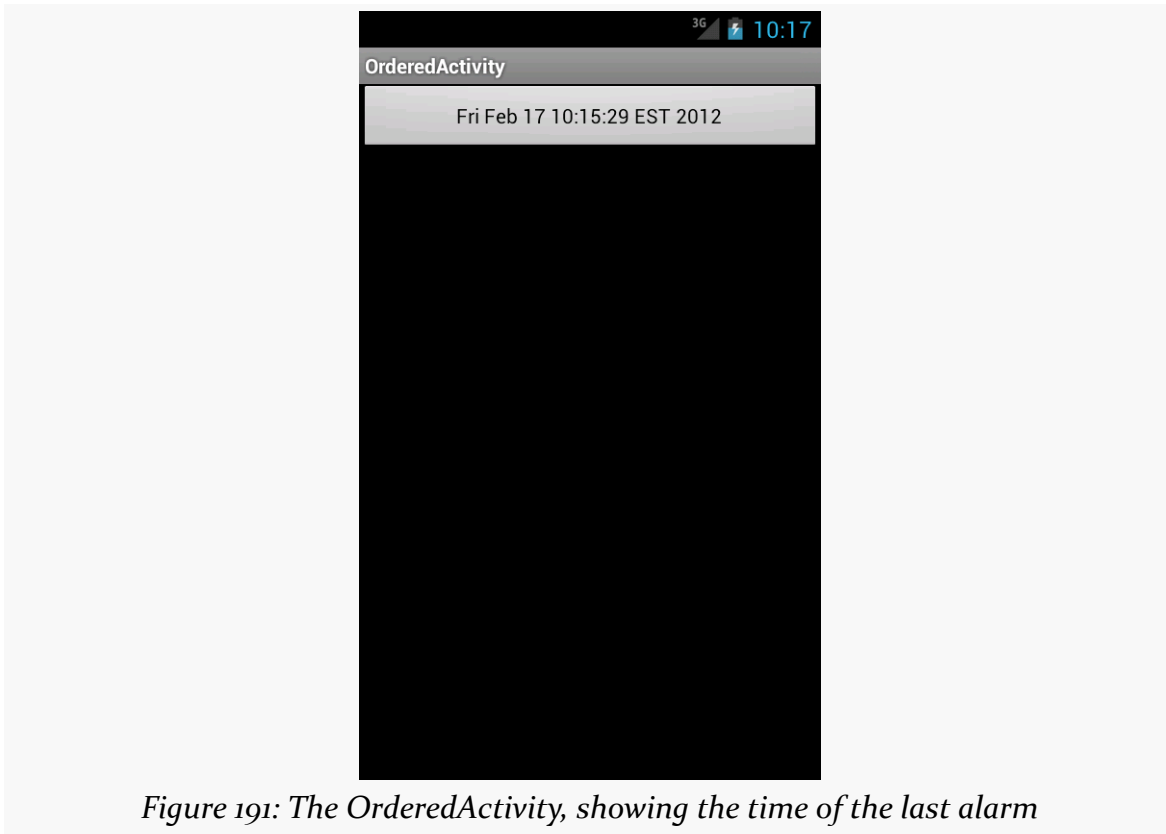 3G 10:17
OrderedActivity
Fri Feb 17 10:15:29 EST 2012
Figure 191: The OrderedActivity, showing the time of the last alarm